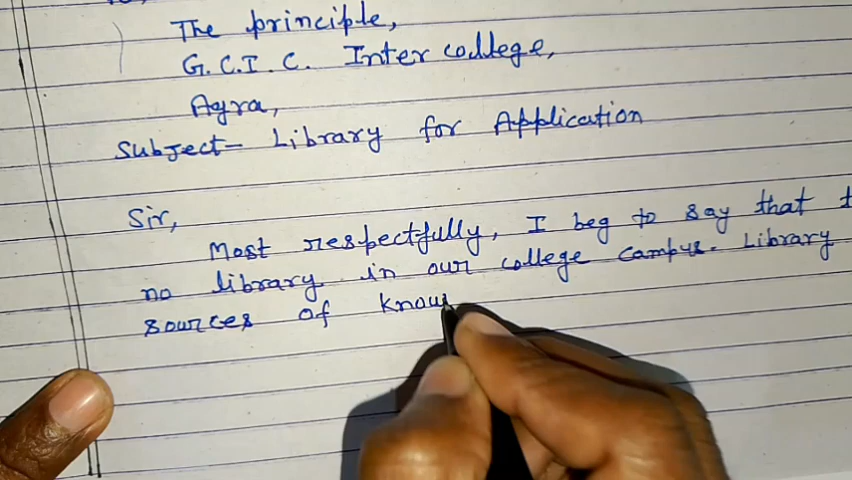 The principle,
G.C.I.C. Inter college,
Agra,
Subject- Library for Application
Sir,
Most respectfully, I beg to say that
no library in our college campus. Library
sources of know